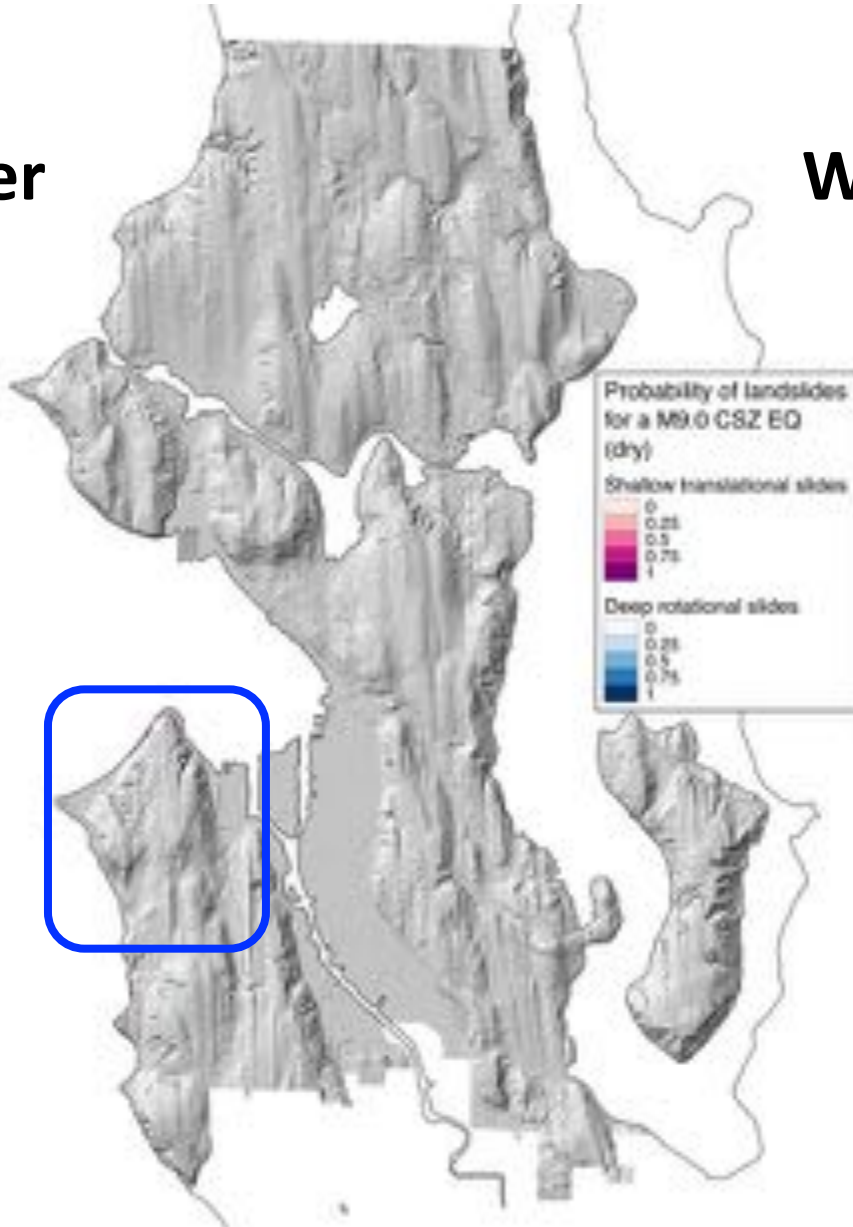 er
W
Probability of landslides
for a M9.0 CSZ EQ
(dry)
Shallow translational slides
0
0.25
0.5
0.75
1
Deep rotational slides
0
0.25
0.5
0.75
1